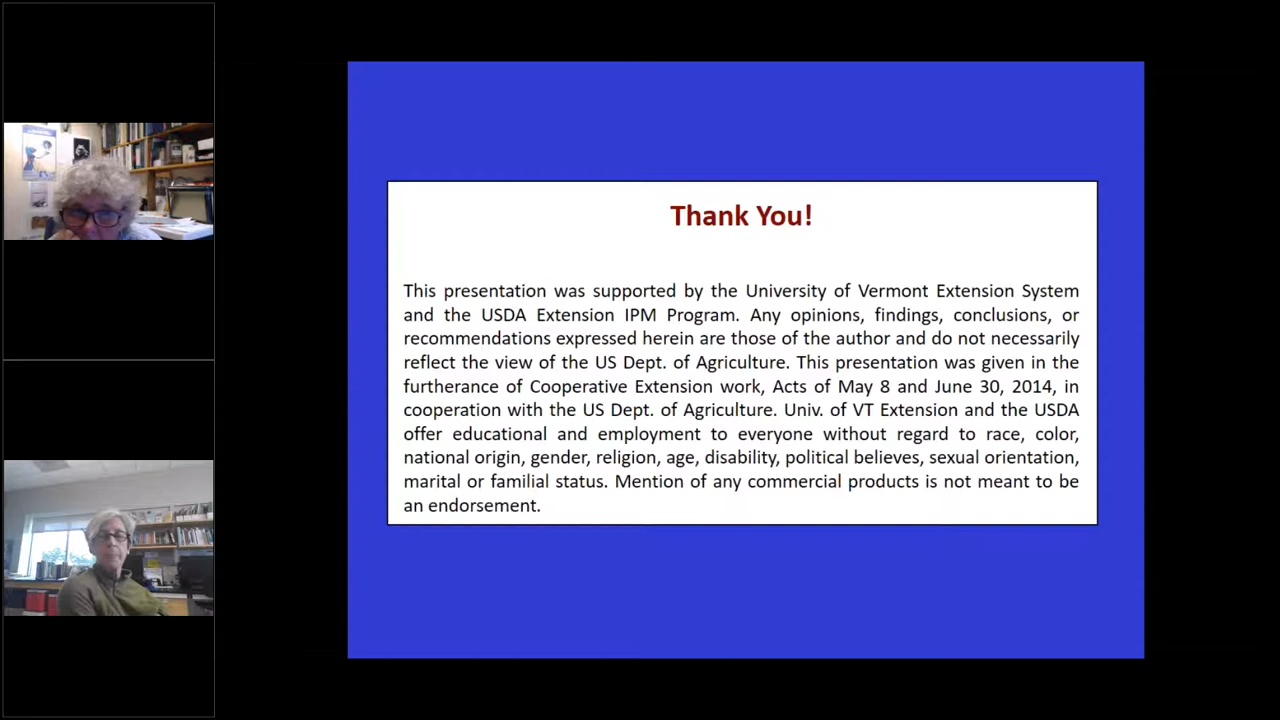 Thank You!
This presentation was supported by the University of Vermont Extension System
and the USDA Extension IPM Program. Any opinions, findings, conclusions, or
recommendations expressed herein are those of the author and do not necessarily
reflect the view of the US Dept. of Agriculture. This presentation was given in the
furtherance of Cooperative Extension work, Acts of May 8 and June 30, 2014, in
cooperation with the US Dept. of Agriculture. Univ. of VT Extension and the USDA
offer educational and employment to everyone without regard to race, color,
national origin, gender, religion, age, disability, political believes, sexual orientation,
marital or familial status. Mention of any commercial products is not meant to be
an endorsement.